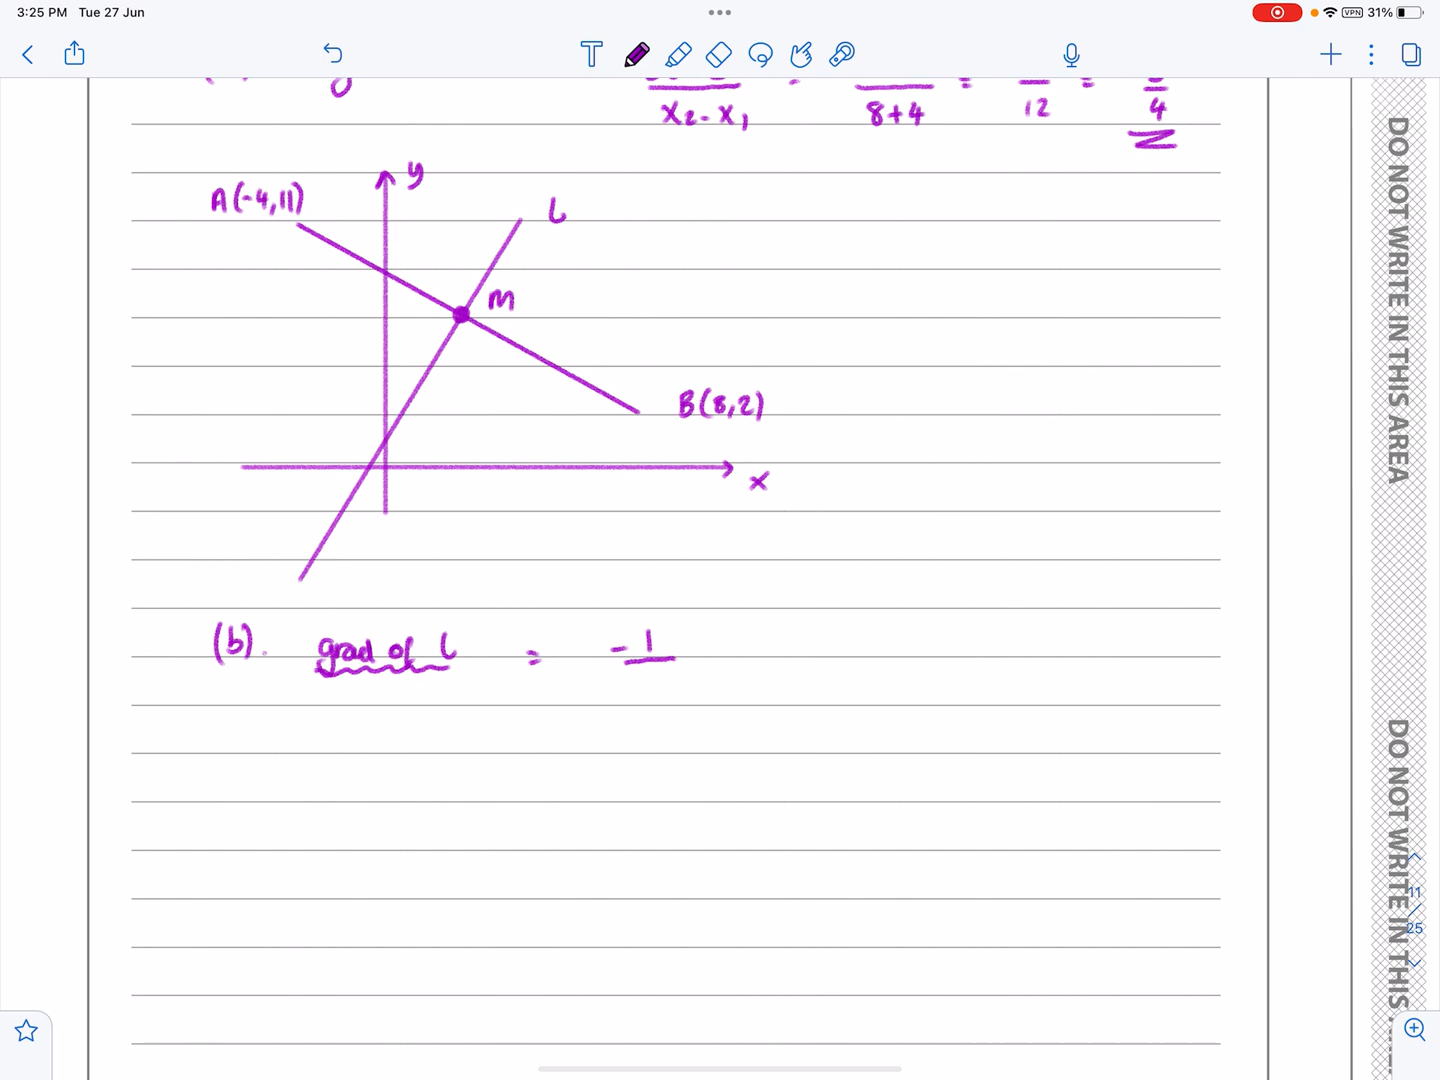 3:25 PM Tue 27 Jun
VPN 31%
x₂ - x₁ 8+4 12 4
y
A(-4,11)
L
M
B(8,2)
x
(b). grad of L = -1
DO NOT WRITE IN THIS AREA
DO NOT WRITE IN THIS
11
25